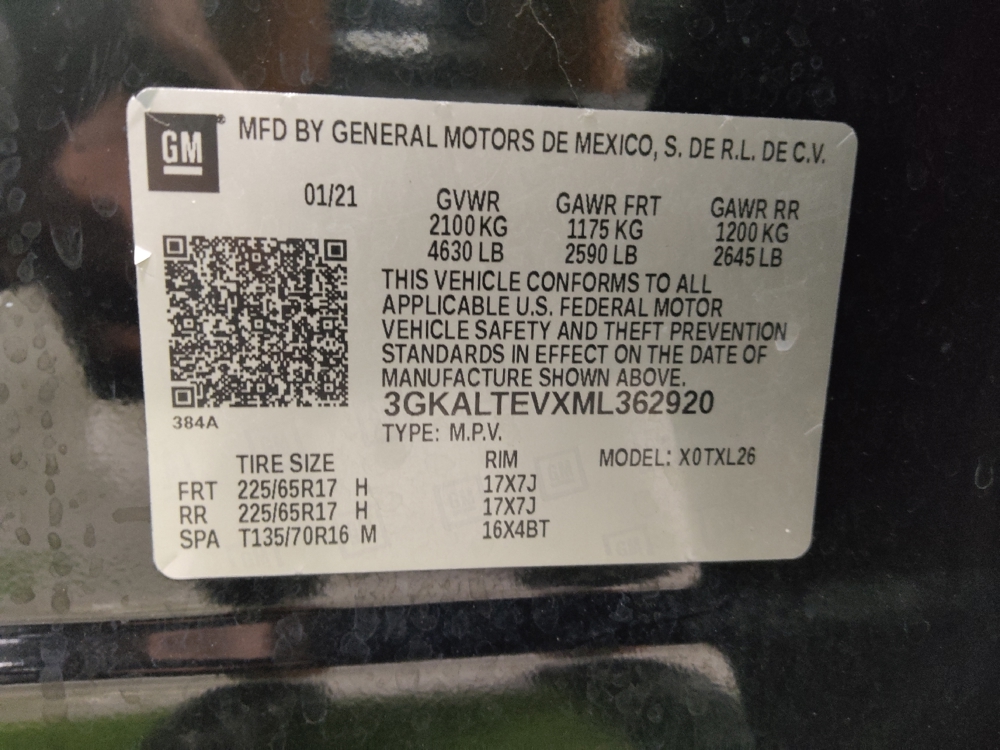 GM MFD BY GENERAL MOTORS DE MEXICO, S. DE R.L. DE C.V.
01/21 GVWR GAWR FRT GAWR RR
2100 KG 1175 KG 1200 KG
4630 LB 2590 LB 2645 LB
THIS VEHICLE CONFORMS TO ALL
APPLICABLE U.S. FEDERAL MOTOR
VEHICLE SAFETY AND THEFT PREVENTION
STANDARDS IN EFFECT ON THE DATE OF
MANUFACTURE SHOWN ABOVE.
3GKALTEVXML362920
384A
TYPE: M.P.V.
TIRE SIZE RIM MODEL: X0TXL26
FRT 225/65R17 H 17X7J
RR 225/65R17 H 17X7J
SPA T135/70R16 M 16X4BT